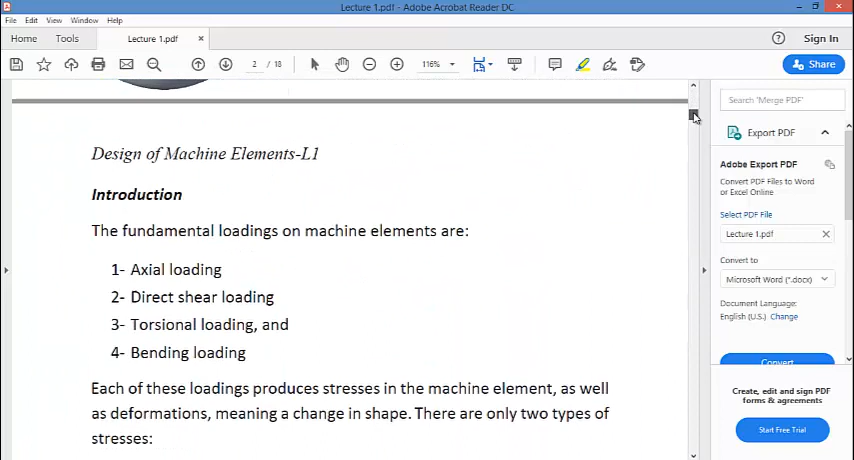 Lecture 1.pdf - Adobe Acrobat Reader DC
File Edit View Window Help
Home Tools Lecture 1.pdf × Sign In
2 / 18 116% Share
Search 'Merge PDF'
Export PDF
Adobe Export PDF
Convert PDF Files to Word
or Excel Online
Select PDF File
Lecture 1.pdf
Convert to
Microsoft Word (*.docx)
Document Language:
English (U.S.) Change
Convert
Create, edit and sign PDF
forms & agreements
Start Free Trial
Design of Machine Elements-L1
Introduction
The fundamental loadings on machine elements are:
1- Axial loading
2- Direct shear loading
3- Torsional loading, and
4- Bending loading
Each of these loadings produces stresses in the machine element, as well
as deformations, meaning a change in shape. There are only two types of
stresses: